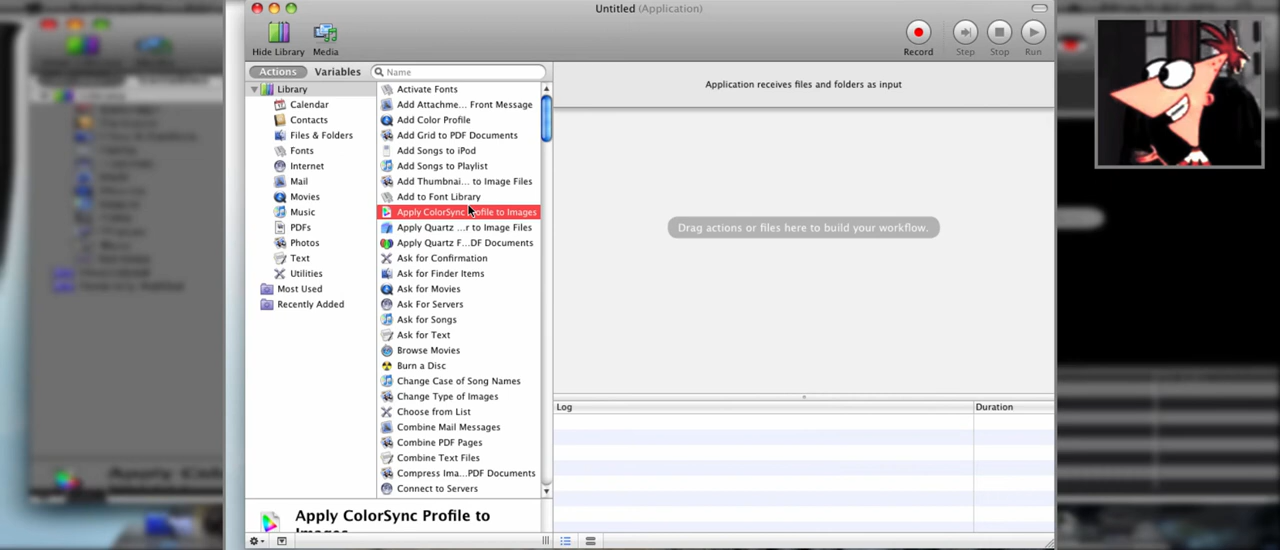 Untitled (Application)
Hide Library
Media
Record
Step
Stop
Run
Actions
Variables
Name
Application receives files and folders as input
Library
Calendar
Contacts
Files & Folders
Fonts
Internet
Mail
Movies
Music
PDFs
Photos
Text
Utilities
Most Used
Recently Added
Activate Fonts
Add Attachme... Front Message
Add Color Profile
Add Grid to PDF Documents
Add Songs to iPod
Add Songs to Playlist
Add Thumbnai... to Image Files
Add to Font Library
Apply ColorSync Profile to Images
Apply Quartz ...r to Image Files
Apply Quartz F...DF Documents
Ask for Confirmation
Ask for Finder Items
Ask for Movies
Ask For Servers
Ask for Songs
Ask for Text
Browse Movies
Burn a Disc
Change Case of Song Names
Change Type of Images
Choose from List
Combine Mail Messages
Combine PDF Pages
Combine Text Files
Compress Ima...PDF Documents
Connect to Servers
Drag actions or files here to build your workflow.
Log
Duration
Apply ColorSync Profile to
Images